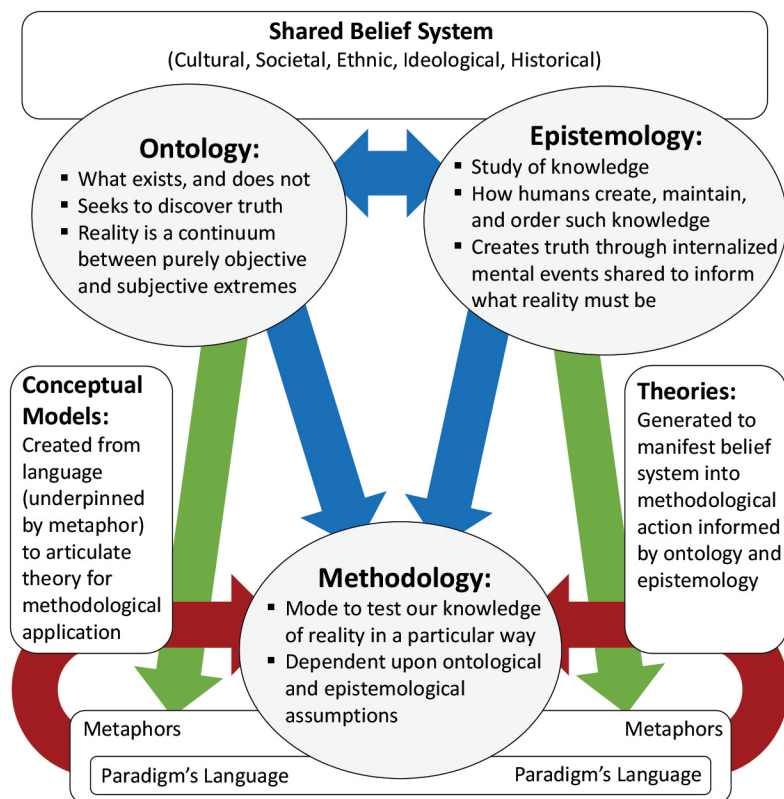 Shared Belief System
(Cultural, Societal, Ethnic, Ideological, Historical)
Ontology:
▪ What exists, and does not
▪ Seeks to discover truth
▪ Reality is a continuum
between purely objective
and subjective extremes
Epistemology:
▪ Study of knowledge
▪ How humans create, maintain,
and order such knowledge
▪ Creates truth through internalized
mental events shared to inform
what reality must be
Conceptual
Models:
Created from
language
(underpinned
by metaphor)
to articulate
theory for
methodological
application
Theories:
Generated to
manifest belief
system into
methodological
action informed
by ontology and
epistemology
Methodology:
▪ Mode to test our knowledge
of reality in a particular way
▪ Dependent upon ontological
and epistemological
assumptions
Metaphors
Metaphors
Paradigm’s Language
Paradigm’s Language